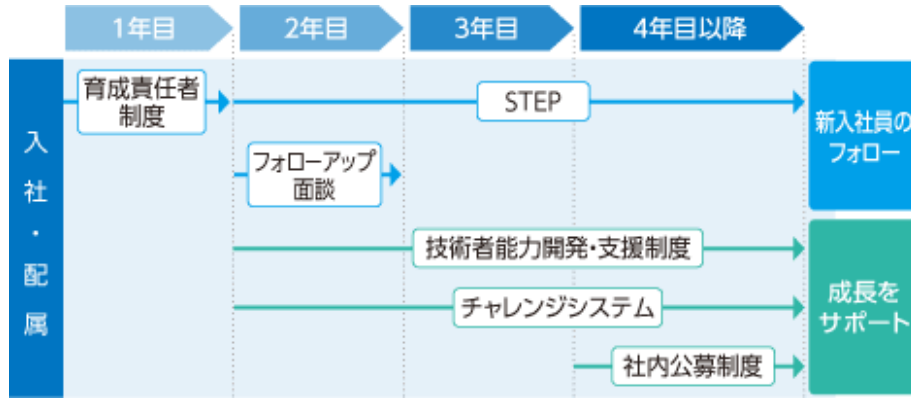 1年目
2年目
3年目
4年目以降
入社・配属
育成責任者
制度
STEP
新入社員の
フォロー
フォローアップ
面談
技術者能力開発・支援制度
チャレンジシステム
成長を
サポート
社内公募制度